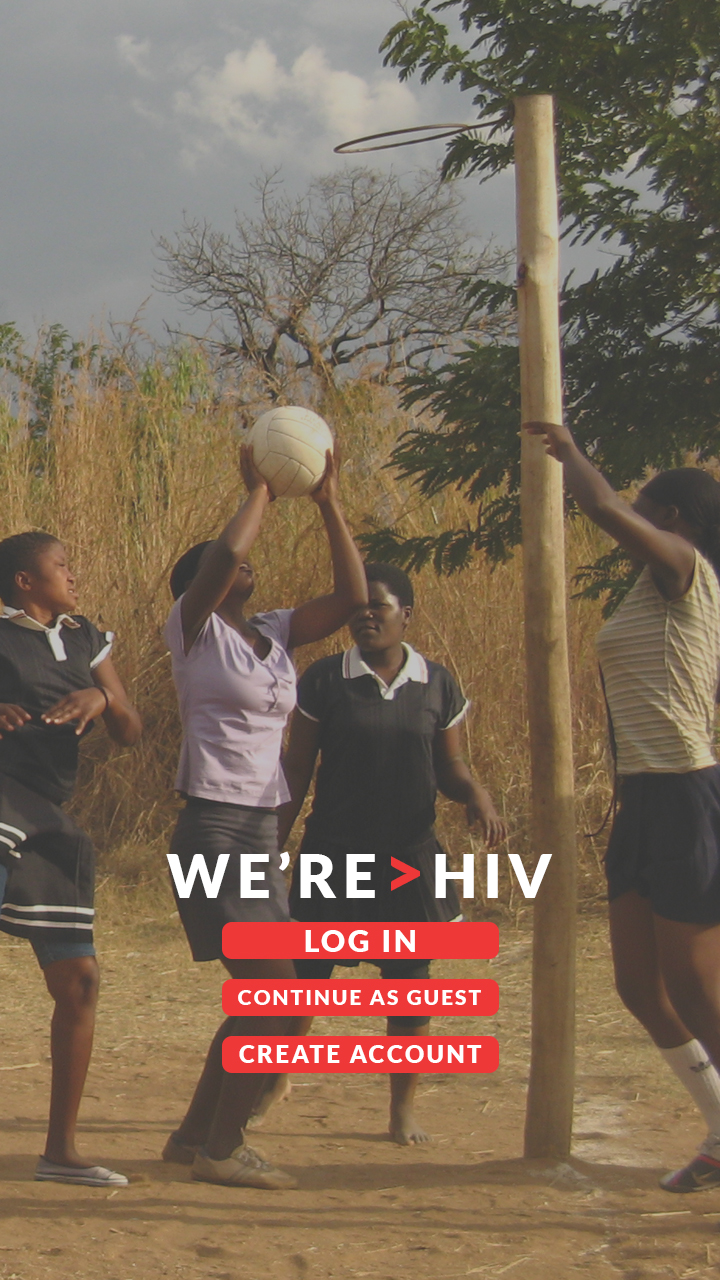 WE’RE>HIV
LOG IN
CONTINUE AS GUEST
CREATE ACCOUNT